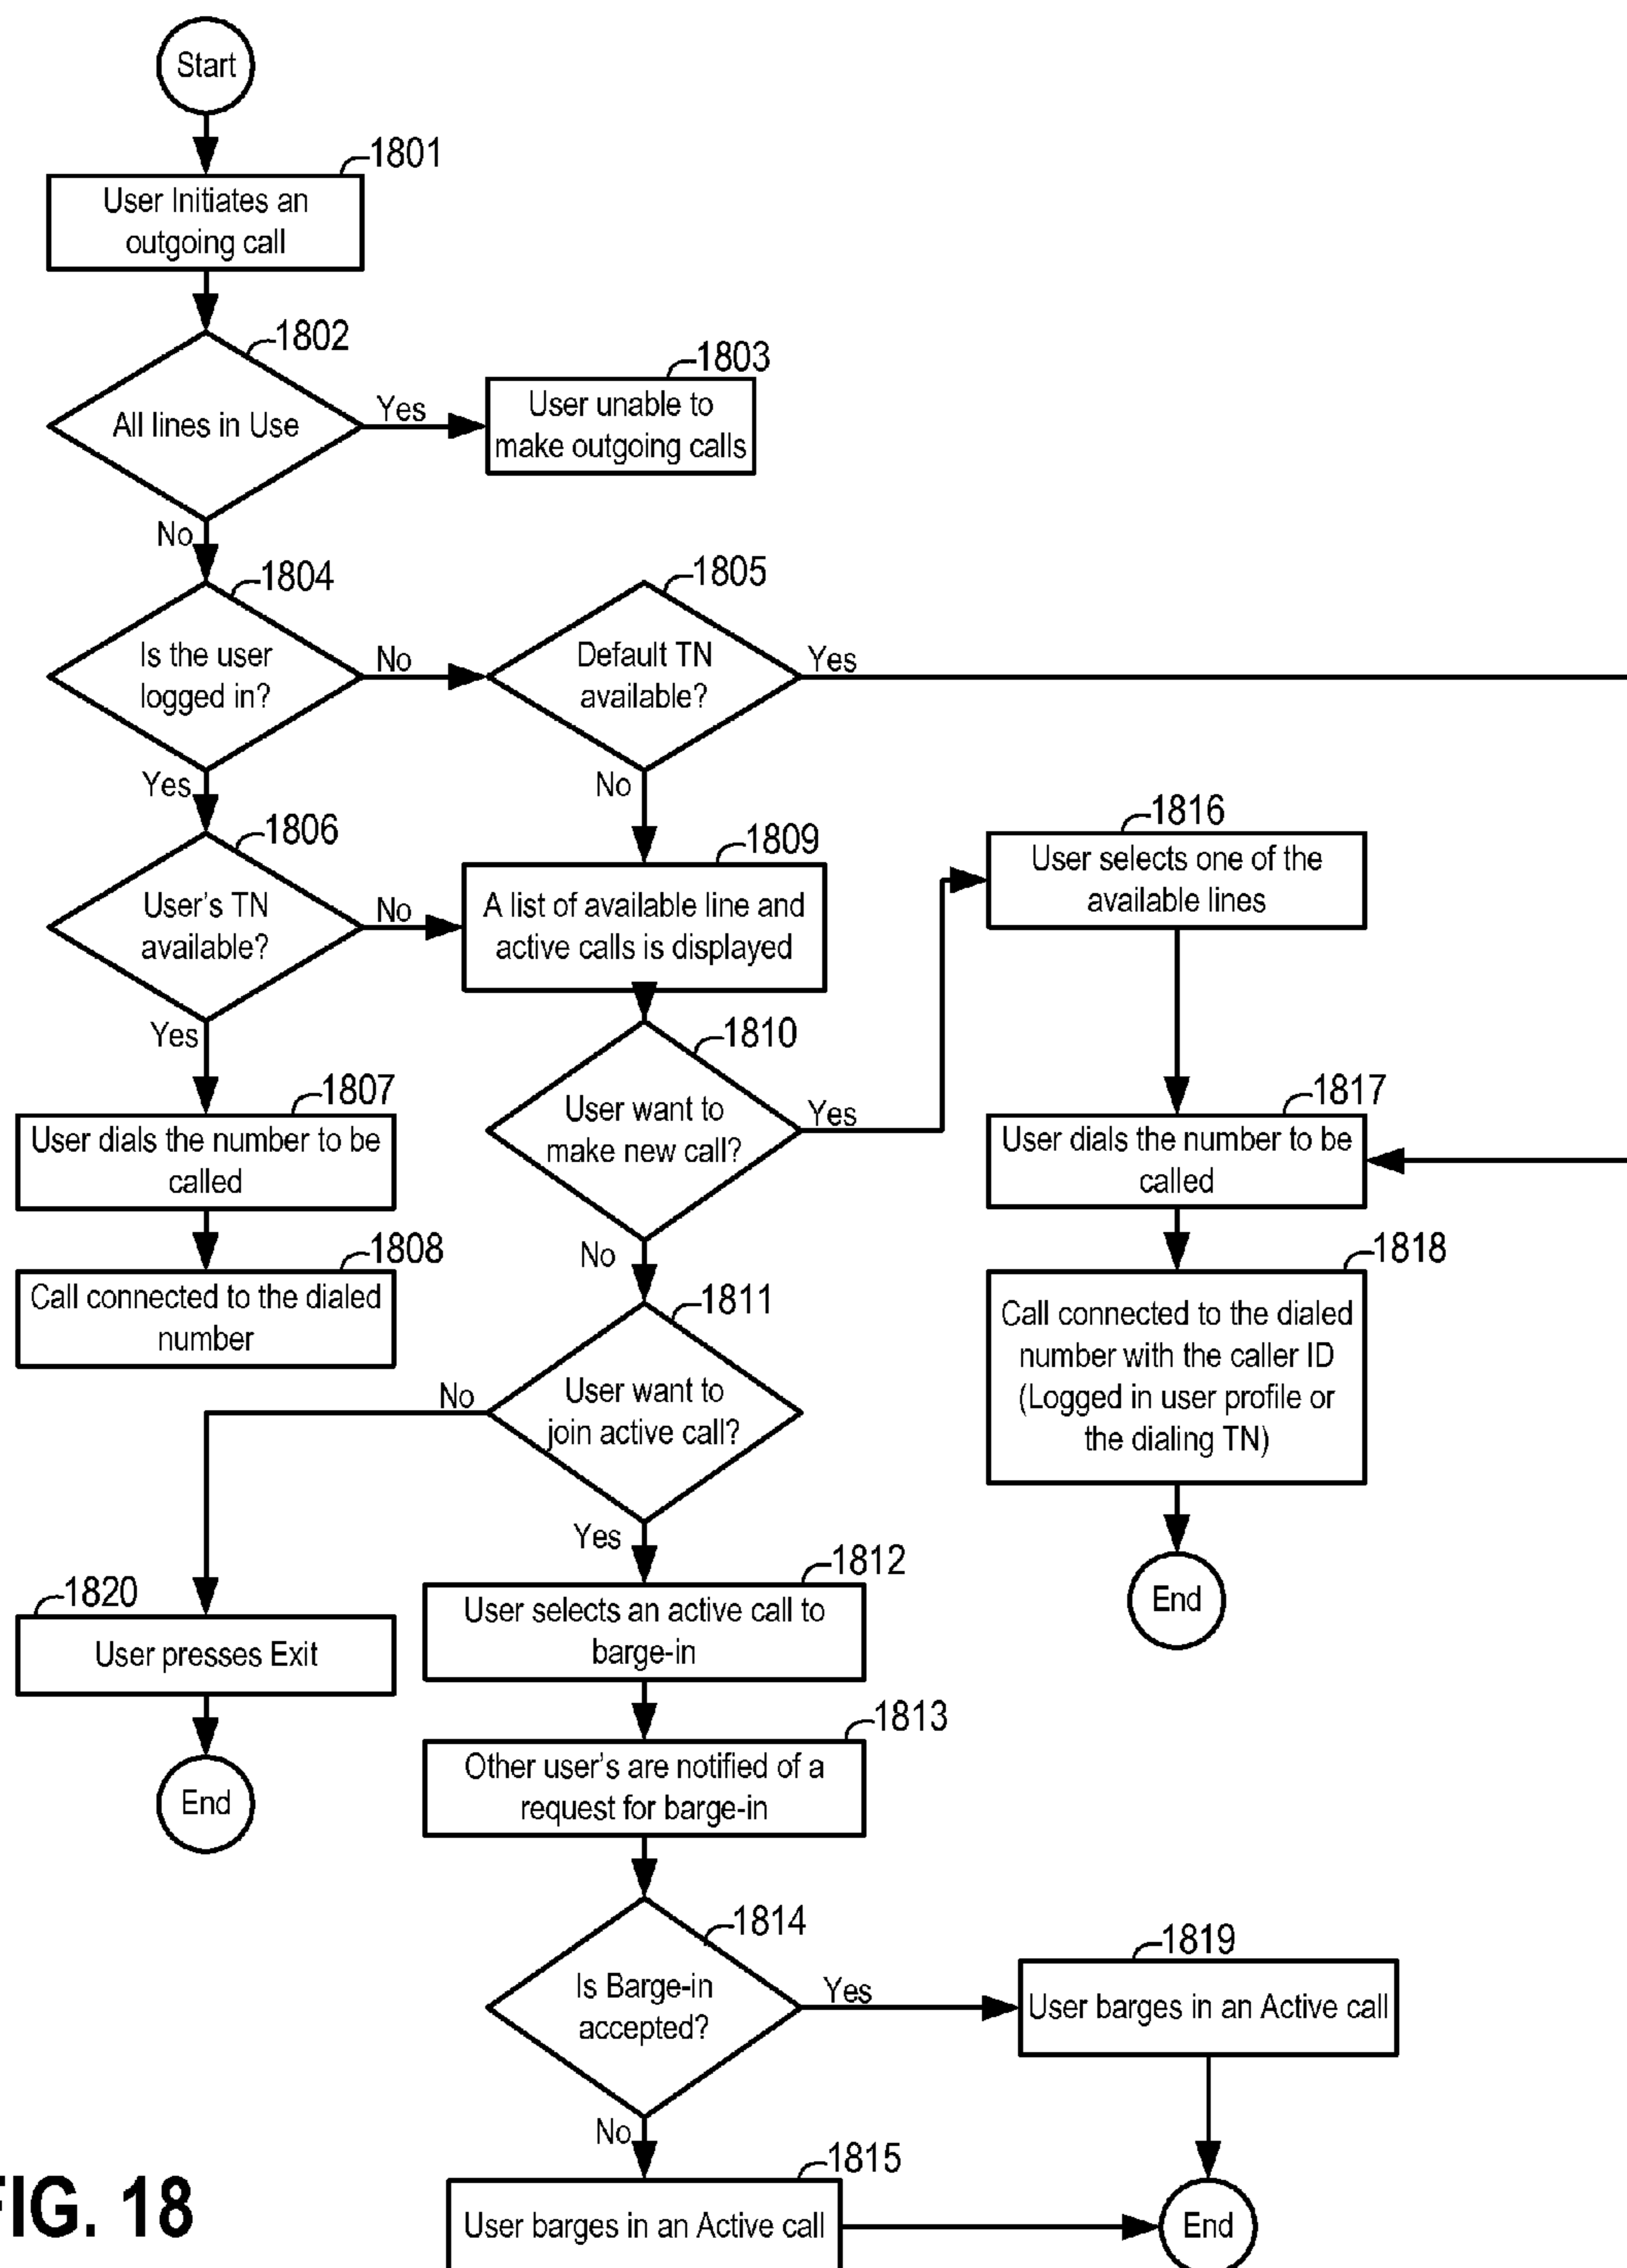 Start
1801
User Initiates an
outgoing call
1802
All lines in Use
Yes
1803
User unable to
make outgoing calls
No
1804
Is the user
logged in?
No
1805
Default TN
available?
Yes
Yes
No
1806
User's TN
available?
No
1809
A list of available line and
active calls is displayed
1816
User selects one of the
available lines
Yes
1810
User want to
make new call?
Yes
1807
User dials the number to be
called
1817
User dials the number to be
called
1808
Call connected to the dialed
number
No
1818
Call connected to the dialed
number with the caller ID
(Logged in user profile or
the dialing TN)
End
1811
User want to
join active call?
No
Yes
1820
User presses Exit
End
1812
User selects an active call to
barge-in
1813
Other user's are notified of a
request for barge-in
1814
Is Barge-in
accepted?
Yes
1819
User barges in an Active call
No
1815
User barges in an Active call
End
FIG. 18